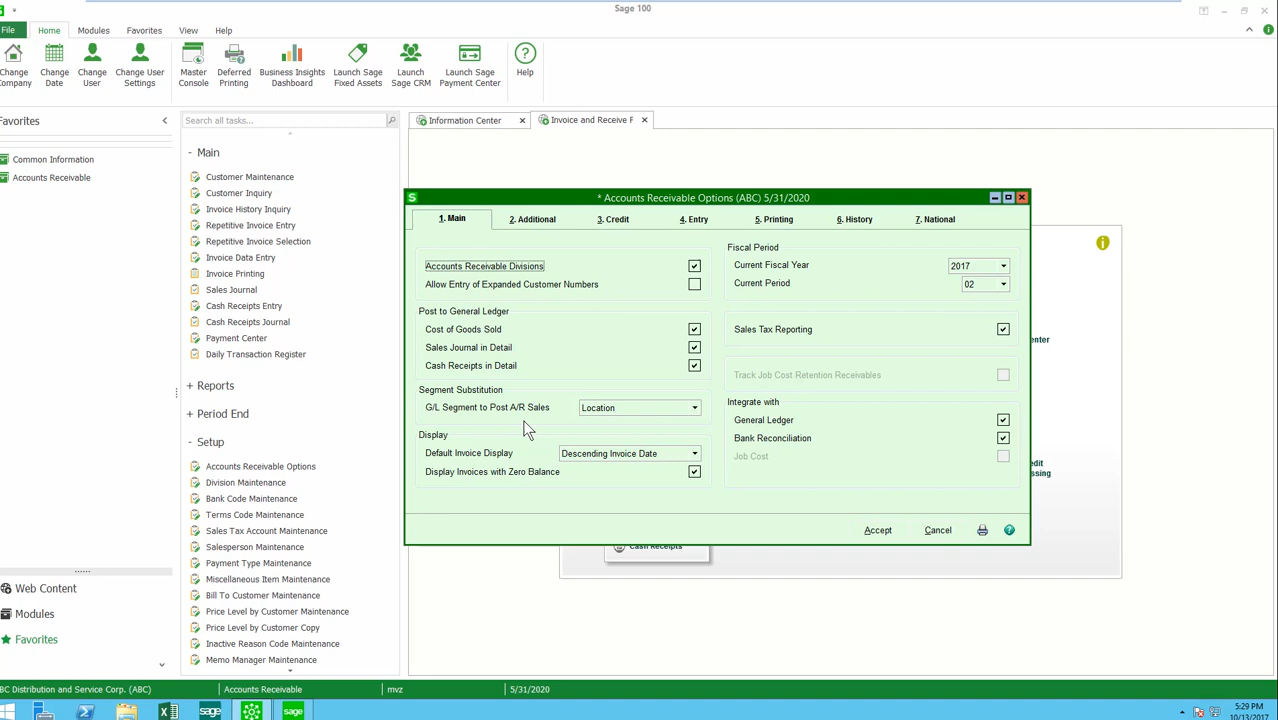 Sage 100
File
Home
Modules
Favorites
View
Help
Change Company
Change Date
Change User
Change User Settings
Master Console
Deferred Printing
Business Insights Dashboard
Launch Sage Fixed Assets
Launch Sage CRM
Launch Sage Payment Center
Help
Favorites
Common Information
Accounts Receivable
Web Content
Modules
Favorites
Search all tasks...
- Main
Customer Maintenance
Customer Inquiry
Invoice History Inquiry
Repetitive Invoice Entry
Repetitive Invoice Selection
Invoice Data Entry
Invoice Printing
Sales Journal
Cash Receipts Entry
Cash Receipts Journal
Payment Center
Daily Transaction Register
+ Reports
+ Period End
- Setup
Accounts Receivable Options
Division Maintenance
Bank Code Maintenance
Terms Code Maintenance
Sales Tax Account Maintenance
Salesperson Maintenance
Payment Type Maintenance
Miscellaneous Item Maintenance
Bill To Customer Maintenance
Price Level by Customer Maintenance
Price Level by Customer Copy
Inactive Reason Code Maintenance
Memo Manager Maintenance
Information Center
Invoice and Receive P
* Accounts Receivable Options (ABC) 5/31/2020
1. Main
2. Additional
3. Credit
4. Entry
5. Printing
6. History
7. National
Accounts Receivable Divisions
Allow Entry of Expanded Customer Numbers
Post to General Ledger
Cost of Goods Sold
Sales Journal in Detail
Cash Receipts in Detail
Segment Substitution
G/L Segment to Post A/R Sales Location
Display
Default Invoice Display Descending Invoice Date
Display Invoices with Zero Balance
Fiscal Period
Current Fiscal Year 2017
Current Period 02
Sales Tax Reporting
Track Job Cost Retention Receivables
Integrate with
General Ledger
Bank Reconciliation
Job Cost
Accept
Cancel
enter
edit
ssing
Cash Receipts
BC Distribution and Service Corp. (ABC)
Accounts Receivable
mvz
5/31/2020
sage
sage
5:29 PM
10/13/2017